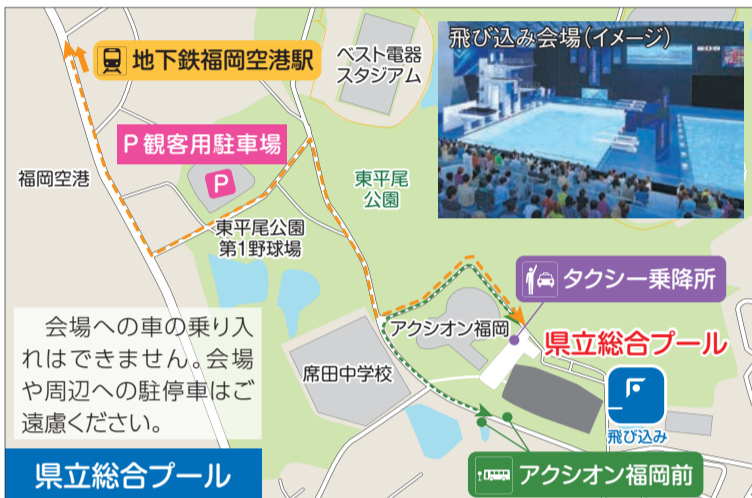 地下鉄福岡空港駅
ベスト電器
スタジアム
飛び込み会場(イメージ)
P 観客用駐車場
P
福岡空港
東平尾公園
第1野球場
東平尾
公園
タクシー乗降所
アクシオン福岡
県立総合プール
会場への車の乗り入
れはできません。会場
や周辺への駐停車はご
遠慮ください。
席田中学校
飛び込み
県立総合プール
アクシオン福岡前